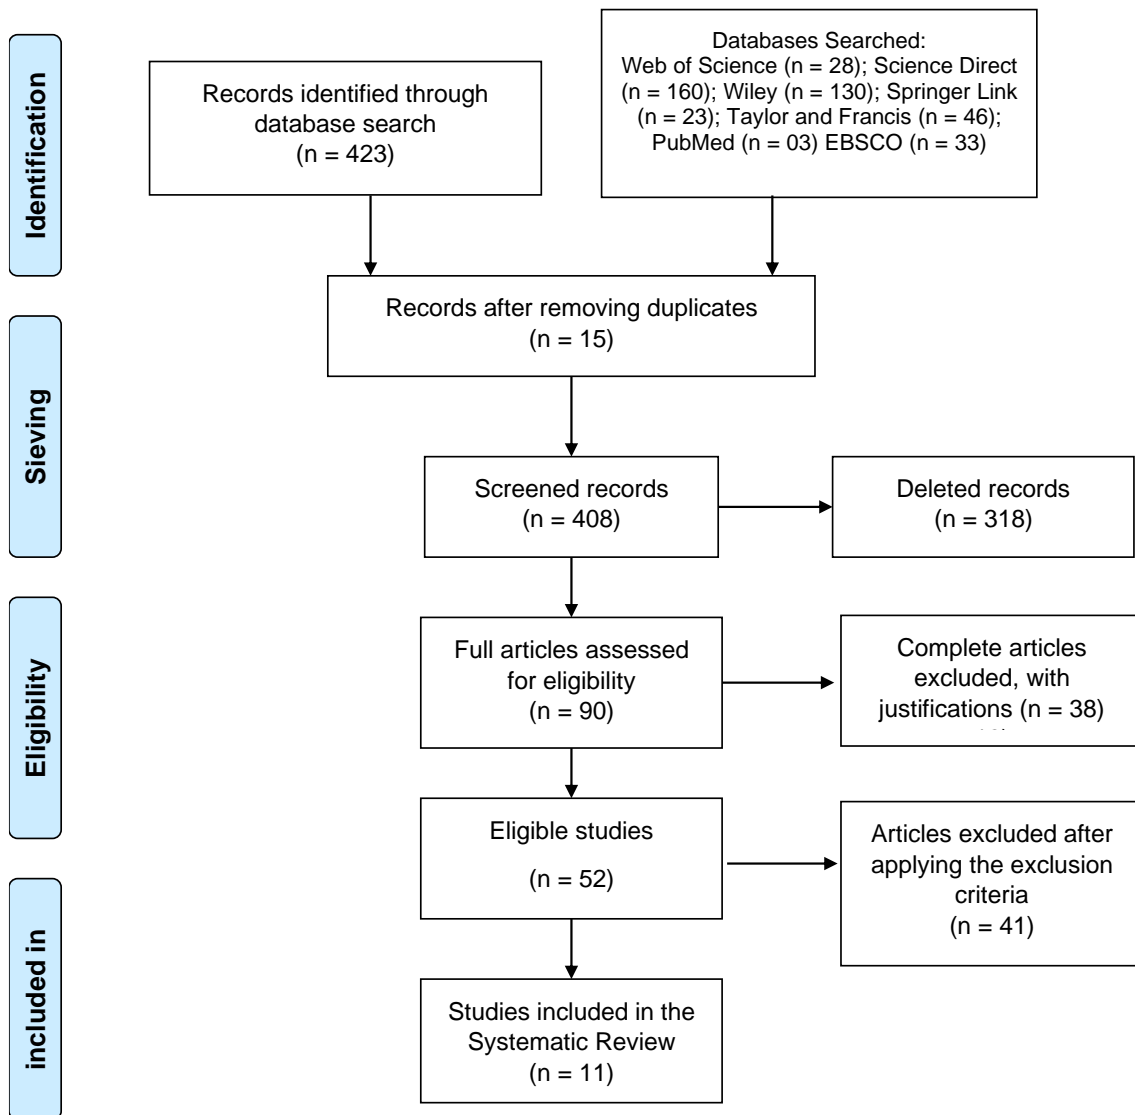 Identification
Records identified through
database search
(n = 423)
Databases Searched:
Web of Science (n = 28); Science Direct
(n = 160); Wiley (n = 130); Springer Link
(n = 23); Taylor and Francis (n = 46);
PubMed (n = 03) EBSCO (n = 33)
Records after removing duplicates
(n = 15)
Sieving
Screened records
(n = 408)
Deleted records
(n = 318)
Eligibility
Full articles assessed
for eligibility
(n = 90)
Complete articles
excluded, with
justifications (n = 38)
Eligible studies
(n = 52)
Articles excluded after
applying the exclusion
criteria
(n = 41)
included in
Studies included in the
Systematic Review
(n = 11)